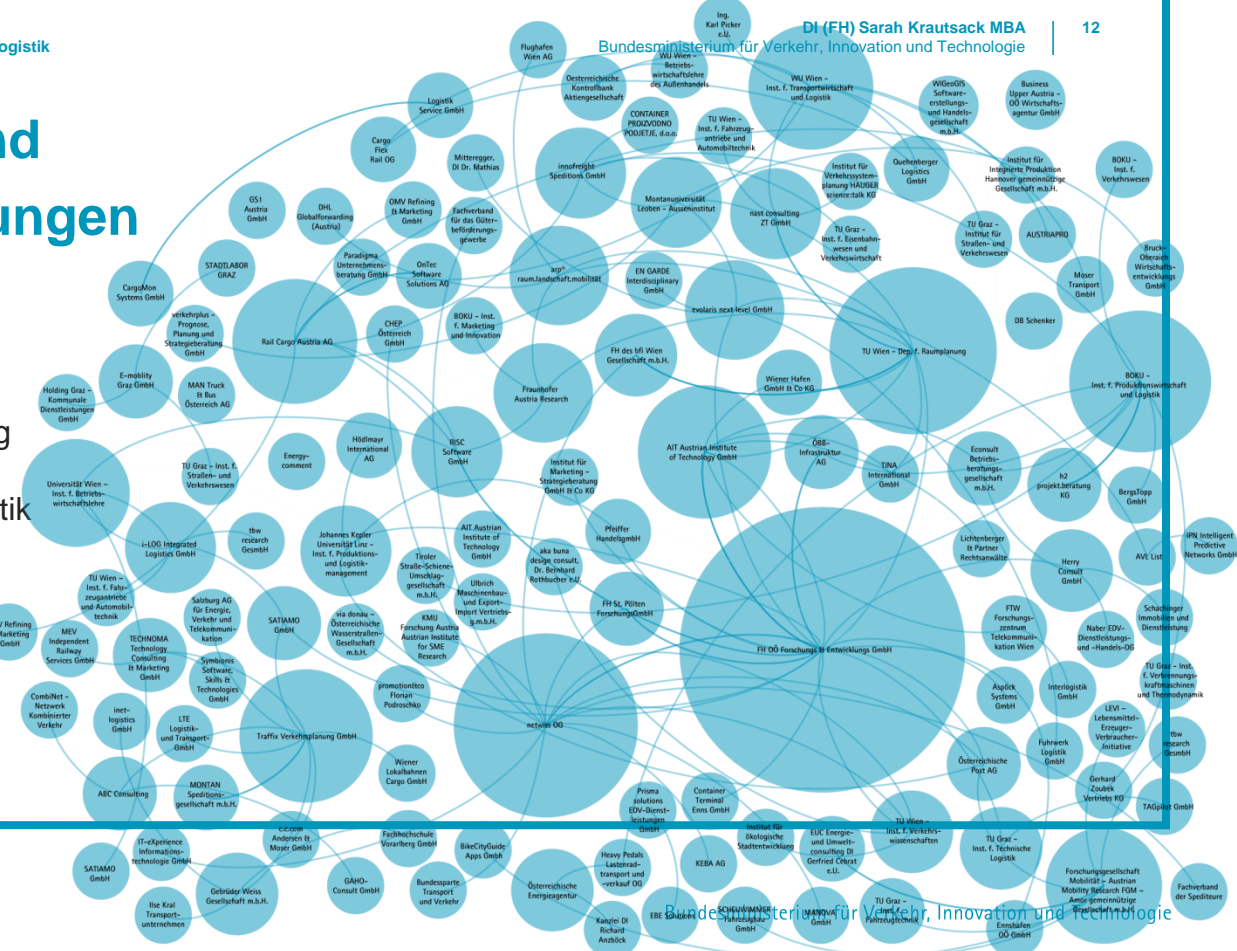 ogistik
DI (FH) Sarah Krautsack MBA
12
Bundesministerium für Verkehr, Innovation und Technologie
nd
ungen
g
tik
Ing.
Karl Picker
e.U.
Flughafen
Wien AG
WU Wien –
Betriebs-
wirtschaftslehre
des Außenhandels
Oesterreichische
Kontrollbank
Aktiengesellschaft
WU Wien –
Inst. f. Transportwirtschaft
und Logistik
WiGeoGIS
Software-
erstellungs-
und Handels-
gesellschaft
m.b.H.
Business
Upper Austria –
OÖ Wirtschafts-
agentur GmbH
Logistik
Service GmbH
CONTAINER
PROIZVODNO
PODJETJE, d.o.o.
TU Wien –
Inst. f. Fahrzeug-
antriebe und
Automobiltechnik
Cargo
Flex
Rail OG
Mitteregger,
DI Dr. Mathias
innofreight
Speditions GmbH
Institut für
Verkehrssystem-
planung HÄUGER
science:talk KG
Quehenberger
Logistics
GmbH
Institut für
Integrierte Produktion
Hannover gemeinnützige
Gesellschaft m.b.H.
BOKU –
Inst. f.
Verkehrswesen
GS1
Austria
GmbH
DHL
Globalforwarding
(Austria)
OMV Refining
& Marketing
GmbH
Fachverband
für das Güter-
beförderungs-
gewerbe
Montanuniversität
Leoben – Ausseninstitut
nast consulting
ZT GmbH
TU Graz –
Inst. f. Eisenbahn-
wesen und
Verkehrswirtschaft
TU Graz –
Institut für
Straßen- und
Verkehrswesen
AUSTRIAPRO
Bruck-
Oberaich
Wirtschafts-
entwicklungs
GmbH
STADTLABOR
GRAZ
Paradigma
Unternehmens-
beratung GmbH
OnTec
Software
Solutions AG
arp®
raum.landschaft.mobilität
EN GARDE
Interdisciplinary
GmbH
Moser
Transport
GmbH
CargoMon
Systems GmbH
evolaris next level GmbH
DB Schenker
verkehrplus –
Prognose,
Planung und
Strategieberatung
GmbH
Rail Cargo Austria AG
CHEP
Österreich
GmbH
BOKU – Inst.
f. Marketing
und Innovation
FH des bfi Wien
Gesellschaft m.b.H.
TU Wien – Dep. f. Raumplanung
E-moblity
Graz GmbH
MAN Truck
& Bus
Österreich AG
Fraunhofer
Austria Research
Wiener Hafen
GmbH & Co KG
BOKU –
Inst. f. Produktionswirtschaft
und Logistik
Holding Graz –
Kommunale
Dienstleistungen
GmbH
Hödlmayr
International
AG
RISC
Software
GmbH
AIT Austrian Institute
of Technology GmbH
ÖBB-
Infrastruktur
AG
Energy-
comment
TU Graz – Inst. f.
Straßen- und
Verkehrswesen
Institut für
Marketing –
Strategieberatung
GmbH & Co KG
TINA
International
GmbH
Econsult
Betriebs-
beratungs-
gesellschaft
m.b.H.
h2
projekt.beratung
KG
BergsTopp
GmbH
Universität Wien –
Inst. f. Betriebs-
wirtschaftslehre
i-LOG Integrated
Logistics GmbH
tbw
research
GesmbH
Johannes Kepler
Universität Linz –
Inst. f. Produktions-
und Logistik-
management
AIT Austrian
Institute of
Technology
GmbH
Pfeiffer
HandelsgmbH
Lichtenberger
& Partner
Rechtsanwälte
Herry
Consult
GmbH
AVL List
IPN Intelligent
Predictive
Networks GmbH
Tiroler
Straße-Schiene-
Umschlag-
gesellschaft
m.b.H.
aka buna
design consult,
Dr. Bernhard
Rothbucher e.U.
TU Wien –
Inst. f. Fahr-
zeugantriebe
und Automobil-
technik
Ulbrich
Maschinenbau-
und Export-
Import Vertriebs-
g.m.b.H.
V Refining
Marketing
GmbH
MEV
Independent
Railway
Services GmbH
TECHNOMA
Technology
Consulting
& Marketing
GmbH
Salzburg AG
für Energie,
Verkehr und
Telekommuni-
kation
SATIAMO
GmbH
via donau –
Österreichische
Wasserstraßen-
Gesellschaft
m.b.H.
KMU
Forschung Austria
Austrian Institute
for SME
Research
FH St. Pölten
ForschungsGmbH
FH OÖ Forschungs & Entwicklungs GmbH
FTW
Forschungs-
zentrum
Telekommuni-
kation Wien
Naber EDV-
Dienstleistungs-
und -Handels-OG
Schachinger
Immobilien und
Dienstleistung
Symbionis
Software,
Skills &
Technologies
GmbH
promotion&co
Florian
Podroschko
Aspöck
Systems
GmbH
Interlogistik
GmbH
TU Graz – Inst.
f. Verbrennungs-
kraftmaschinen
und Thermodynamik
CombiNet –
Netzwerk
Kombinierter
Verkehr
inet-
logistics
GmbH
LTE
Logistik-
und Transport-
GmbH
Traffix Verkehrsplanung GmbH
netwiss OG
LEVI –
Lebensmittel-
Erzeuger-
Verbraucher-
Initiative
tbw
research
GesmbH
Fuhrwerk
Logistik
GmbH
Wiener
Lokalbahnen
Cargo GmbH
Österreichische
Post AG
Gerhard
Zoubek
Vertriebs KG
TAGpilot GmbH
ABC Consulting
MONTAN
Speditions-
gesellschaft m.b.H.
Prisma
solutions
EDV-Dienst-
leistungen
GmbH
Container
Terminal
Enns GmbH
IT-eXperience
Informations-
technologie GmbH
c.c.com
Andersen &
Moser GmbH
Fachhochschule
Vorarlberg GmbH
BikeCityGuide
Apps GmbH
Institut für
ökologische
Stadtentwicklung
EUC Energie-
und Umwelt-
consulting DI
Gerfried Cebrat
e.U.
TU Wien –
Inst. f. Verkehrs-
wissenschaften
TU Graz –
Inst. f. Technische
Logistik
SATIAMO
GmbH
Gebrüder Weiss
Gesellschaft m.b.H.
GAHO-
Consult GmbH
Bundessparte
Transport
und Verkehr
Österreichische
Energieagentur
Heavy Pedals
Lastenrad-
transport und
-verkauf OG
KEBA AG
Forschungsgesellschaft
Mobilität – Austrian
Mobility Research FGM –
Amor gemeinnützige
Gesellschaft m.b.H.
Fachverband
der Spediteure
Ilse Kral
Transport-
unternehmen
Kanzlei DI
Richard
Anzböck
EBE Solutions
SCHEUWIMMER
Fahrzeugbau
GmbH
MANOVA
GmbH
TU Graz –
Inst. f.
Fahrzeugtechnik
Ennshafen
OÖ GmbH
Bundesministerium für Verkehr, Innovation und Technologie